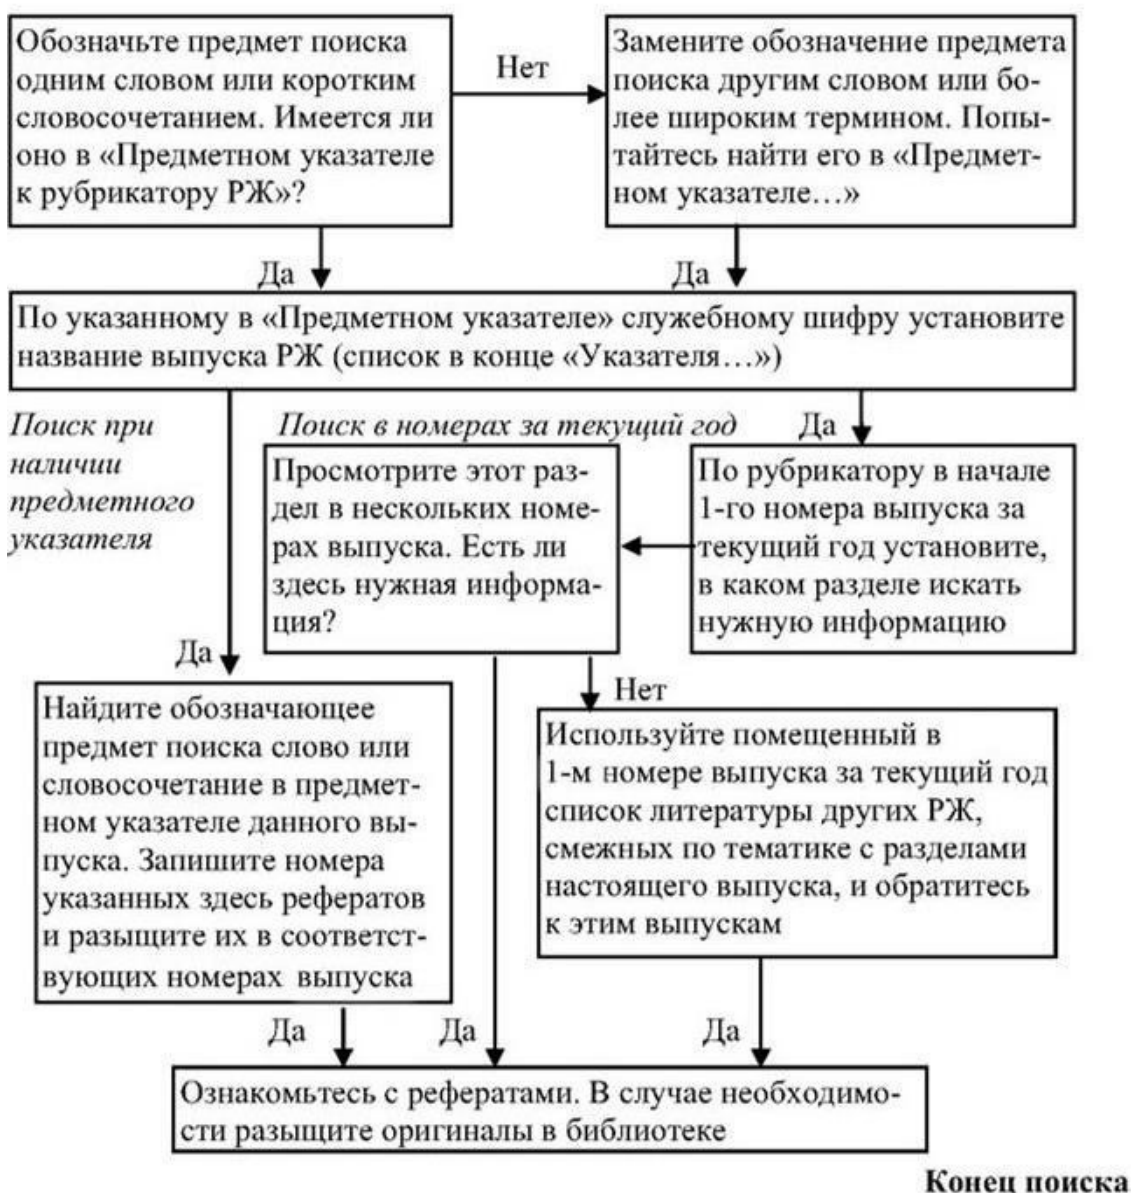 Обозначьте предмет поиска
одним словом или коротким
словосочетанием. Имеется ли
оно в «Предметном указателе
к рубрикатору РЖ»?
Нет
Замените обозначение предмета
поиска другим словом или бо-
лее широким термином. Попы-
тайтесь найти его в «Предмет-
ном указателе…»
Да
Да
По указанному в «Предметном указателе» служебному шифру установите
название выпуска РЖ (список в конце «Указателя…»)
Поиск при
наличии
предметного
указателя
Поиск в номерах за текущий год
Да
Просмотрите этот раз-
дел в нескольких номе-
рах выпуска. Есть ли
здесь нужная информа-
ция?
По рубрикатору в начале
1-го номера выпуска за
текущий год установите,
в каком разделе искать
нужную информацию
Да
Нет
Найдите обозначающее
предмет поиска слово или
словосочетание в предмет-
ном указателе данного вы-
пуска. Запишите номера
указанных здесь рефератов
и разыщите их в соответст-
вующих номерах выпуска
Используйте помещенный в
1-м номере выпуска за текущий год
список литературы других РЖ,
смежных по тематике с разделами
настоящего выпуска, и обратитесь
к этим выпускам
Да
Да
Да
Ознакомьтесь с рефератами. В случае необходимо-
сти разыщите оригиналы в библиотеке
Конец поиска